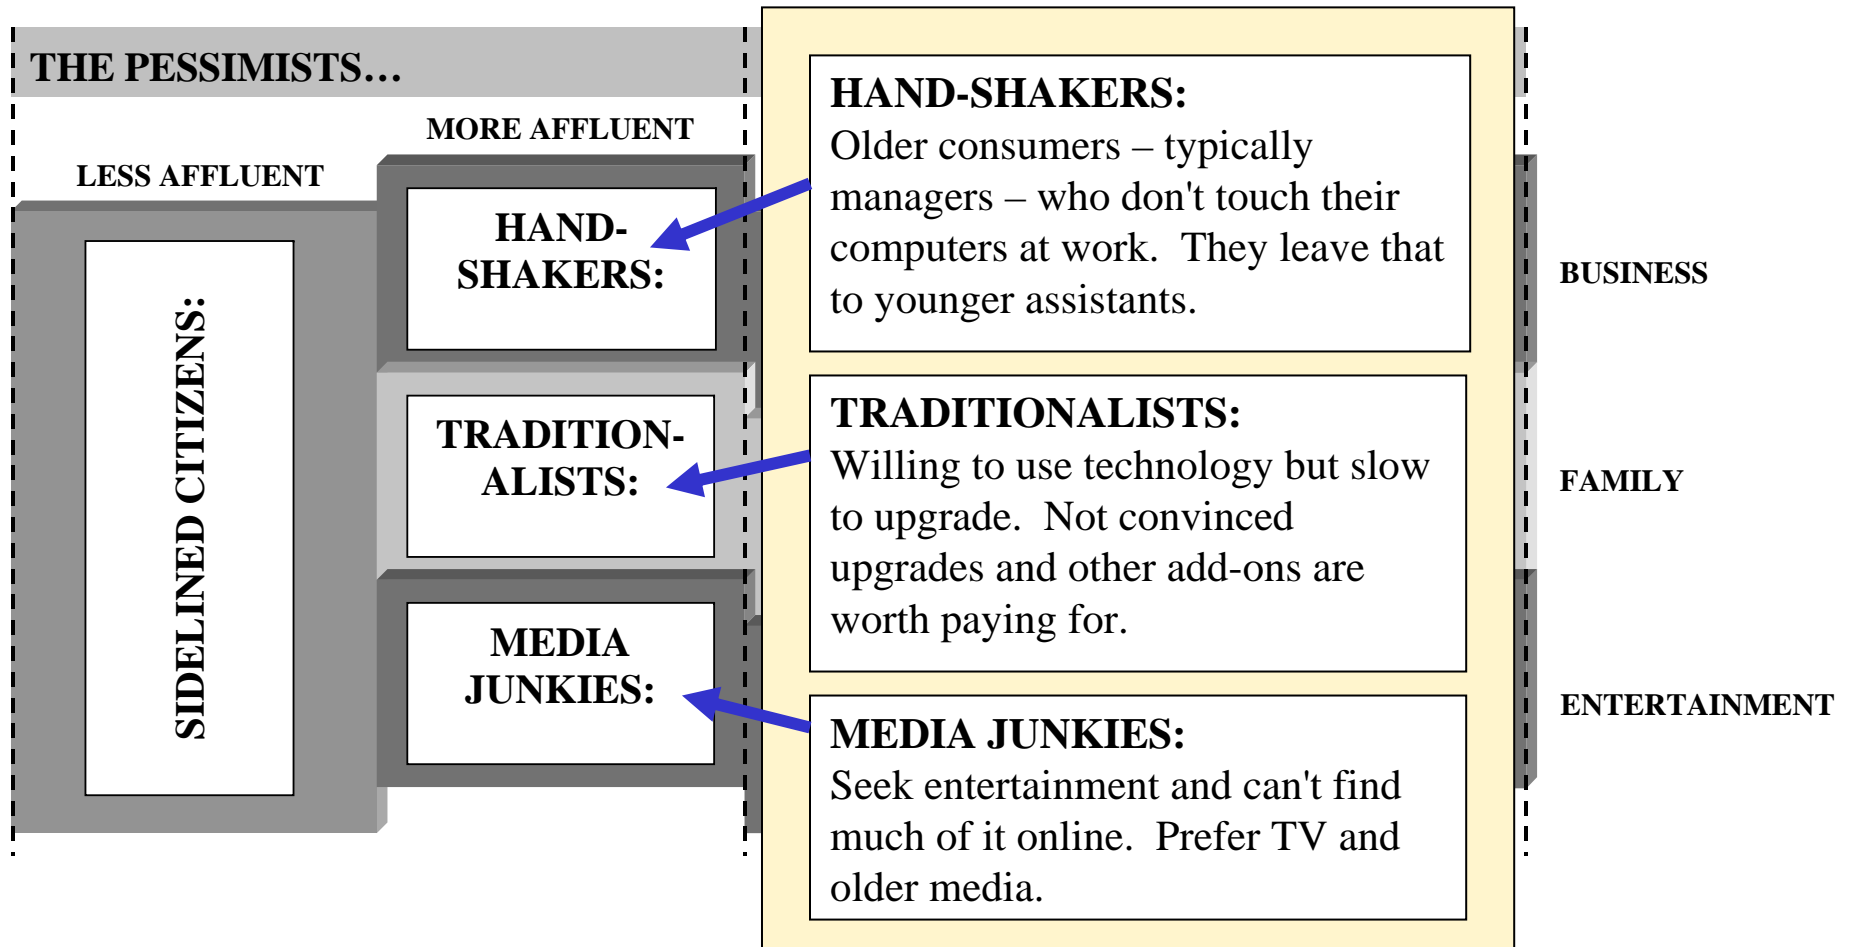 THE PESSIMISTS…
MORE AFFLUENT
LESS AFFLUENT
SIDELINED CITIZENS:
HAND-
SHAKERS:
TRADITION-
ALISTS:
MEDIA
JUNKIES:
HAND-SHAKERS:
Older consumers – typically
managers – who don't touch their
computers at work.  They leave that
to younger assistants.
TRADITIONALISTS:
Willing to use technology but slow
to upgrade.  Not convinced
upgrades and other add-ons are
worth paying for.
MEDIA JUNKIES:
Seek entertainment and can't find
much of it online.  Prefer TV and
older media.
BUSINESS
FAMILY
ENTERTAINMENT